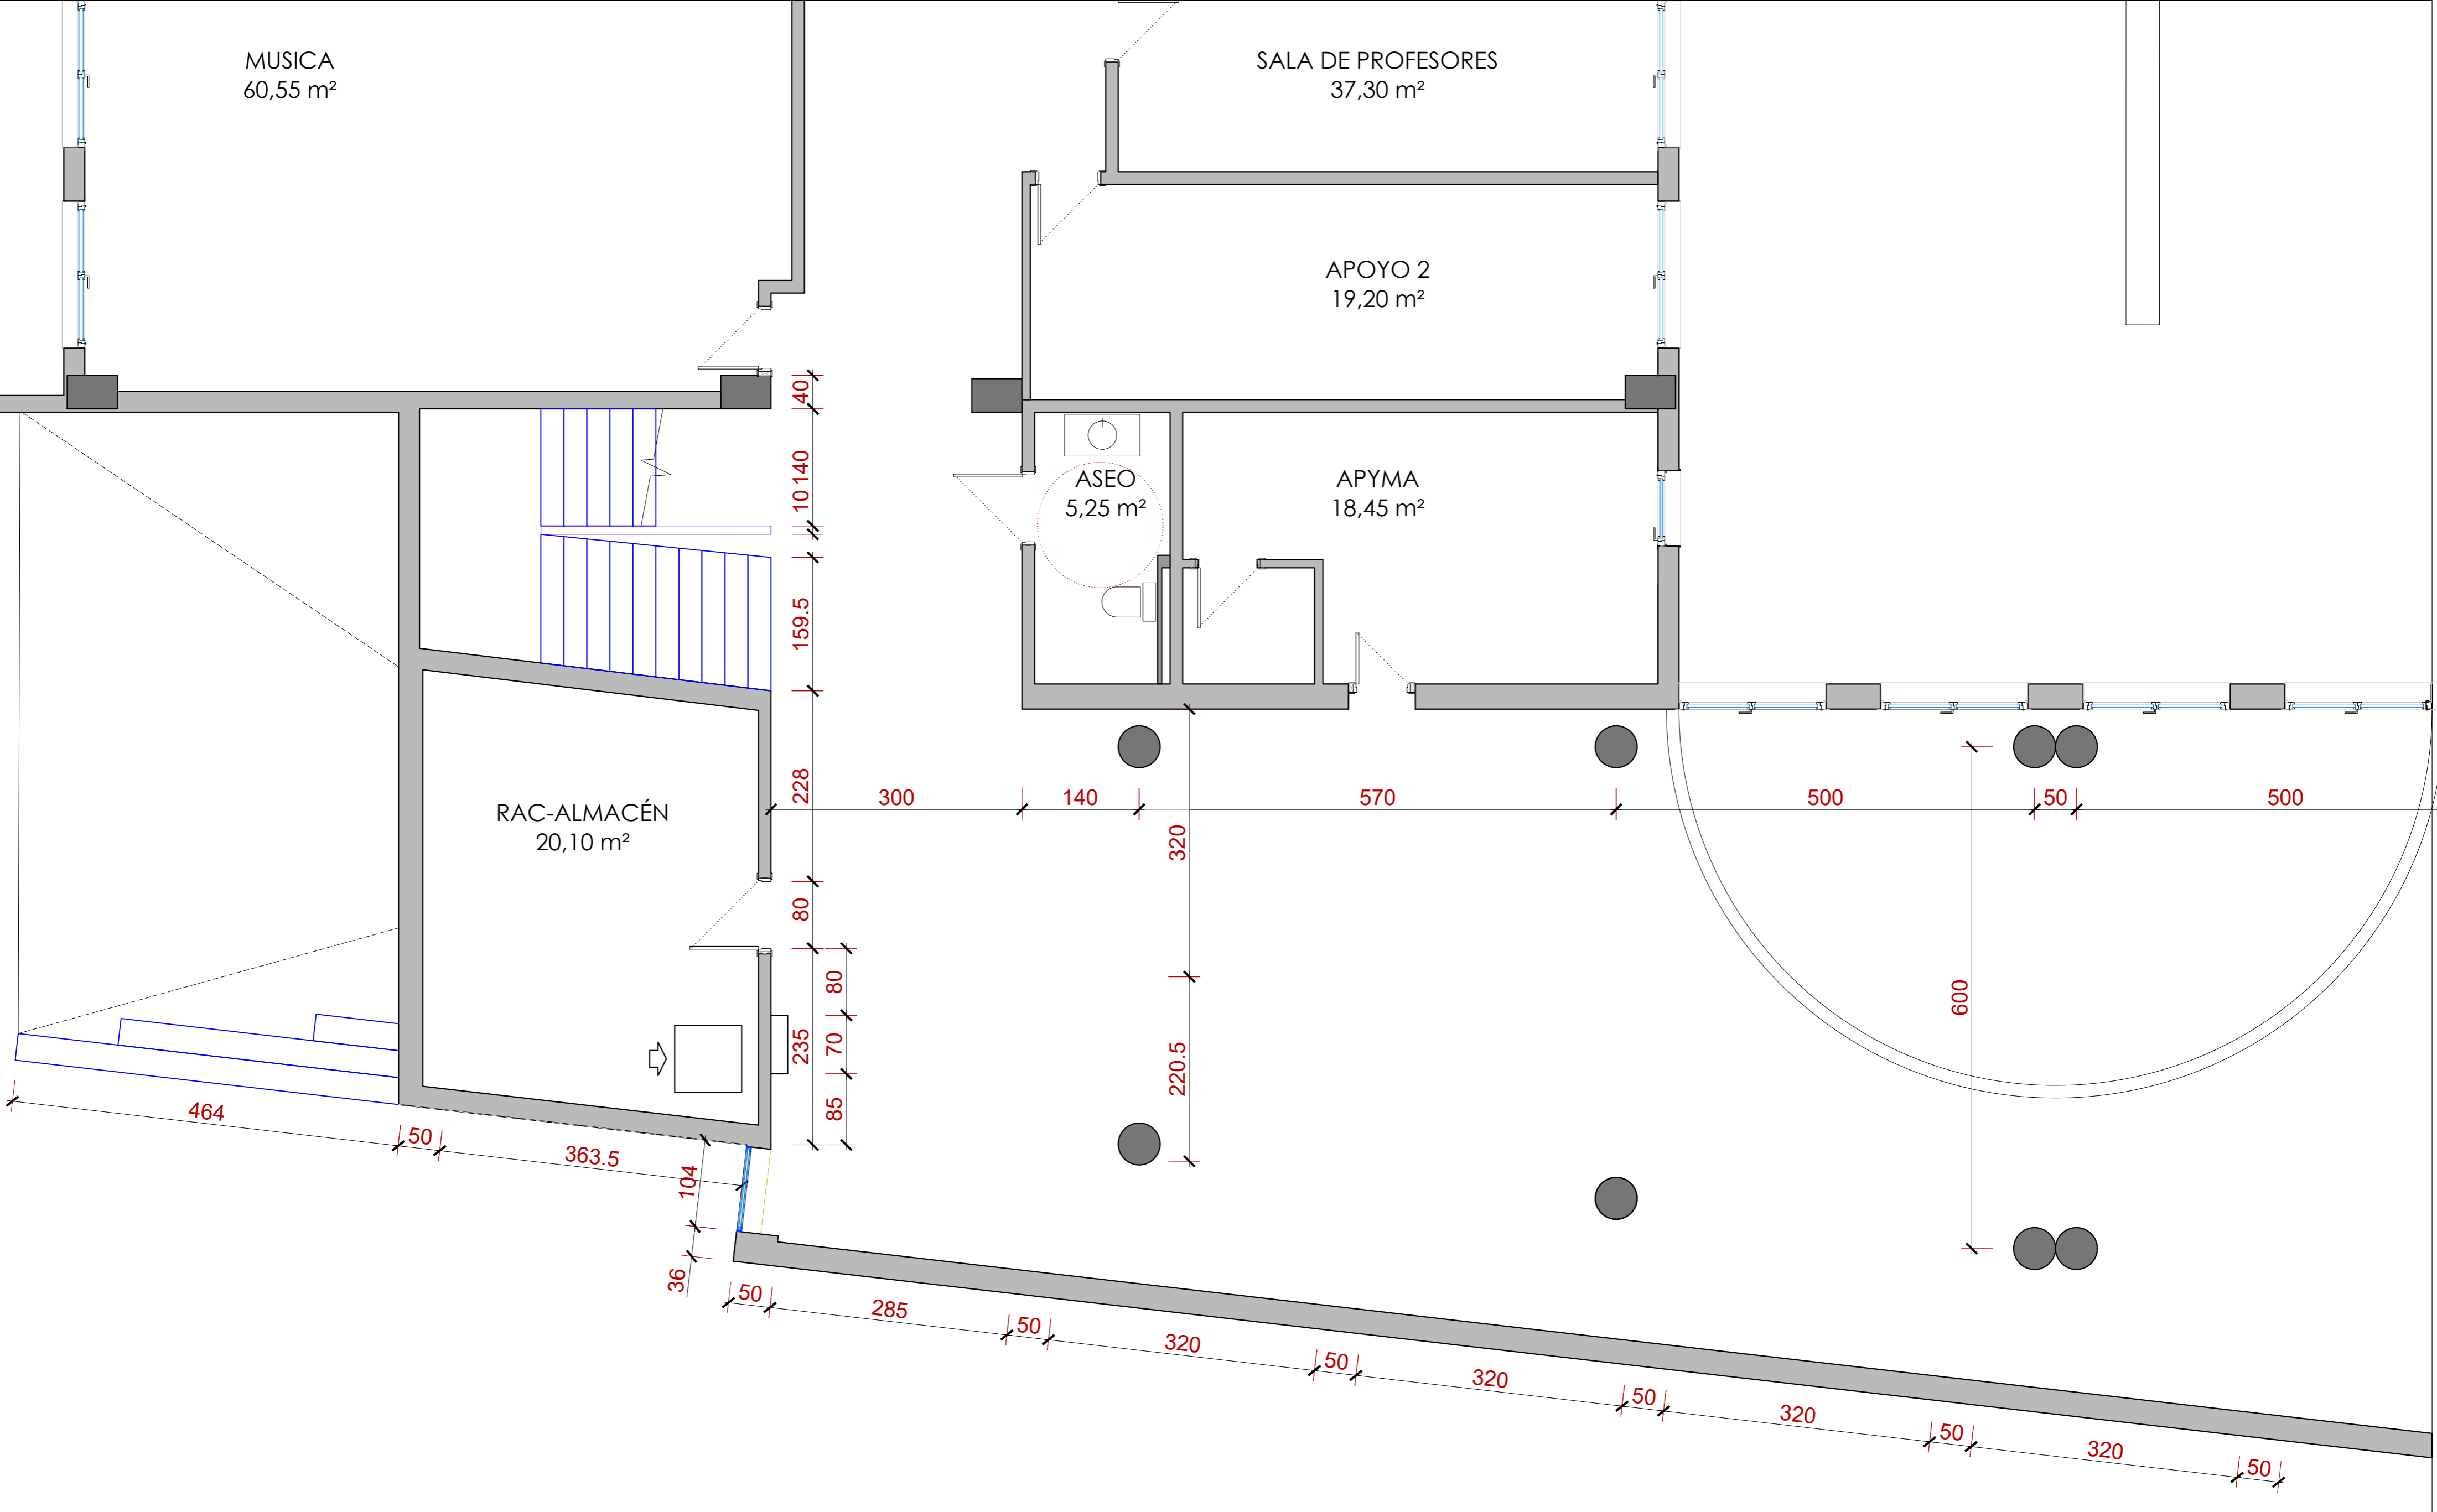 MUSICA
60,55 m²
SALA DE PROFESORES
37,30 m²
APOYO 2
19,20 m²
40
10 140
ASEO
5,25 m²
APYMA
18,45 m²
159.5
228
300
140
570
500
50
500
RAC-ALMACÉN
20,10 m²
320
80
80
600
235
70
220.5
85
464
50
363.5
104
36
50
285
50
320
50
320
50
320
50
320
50